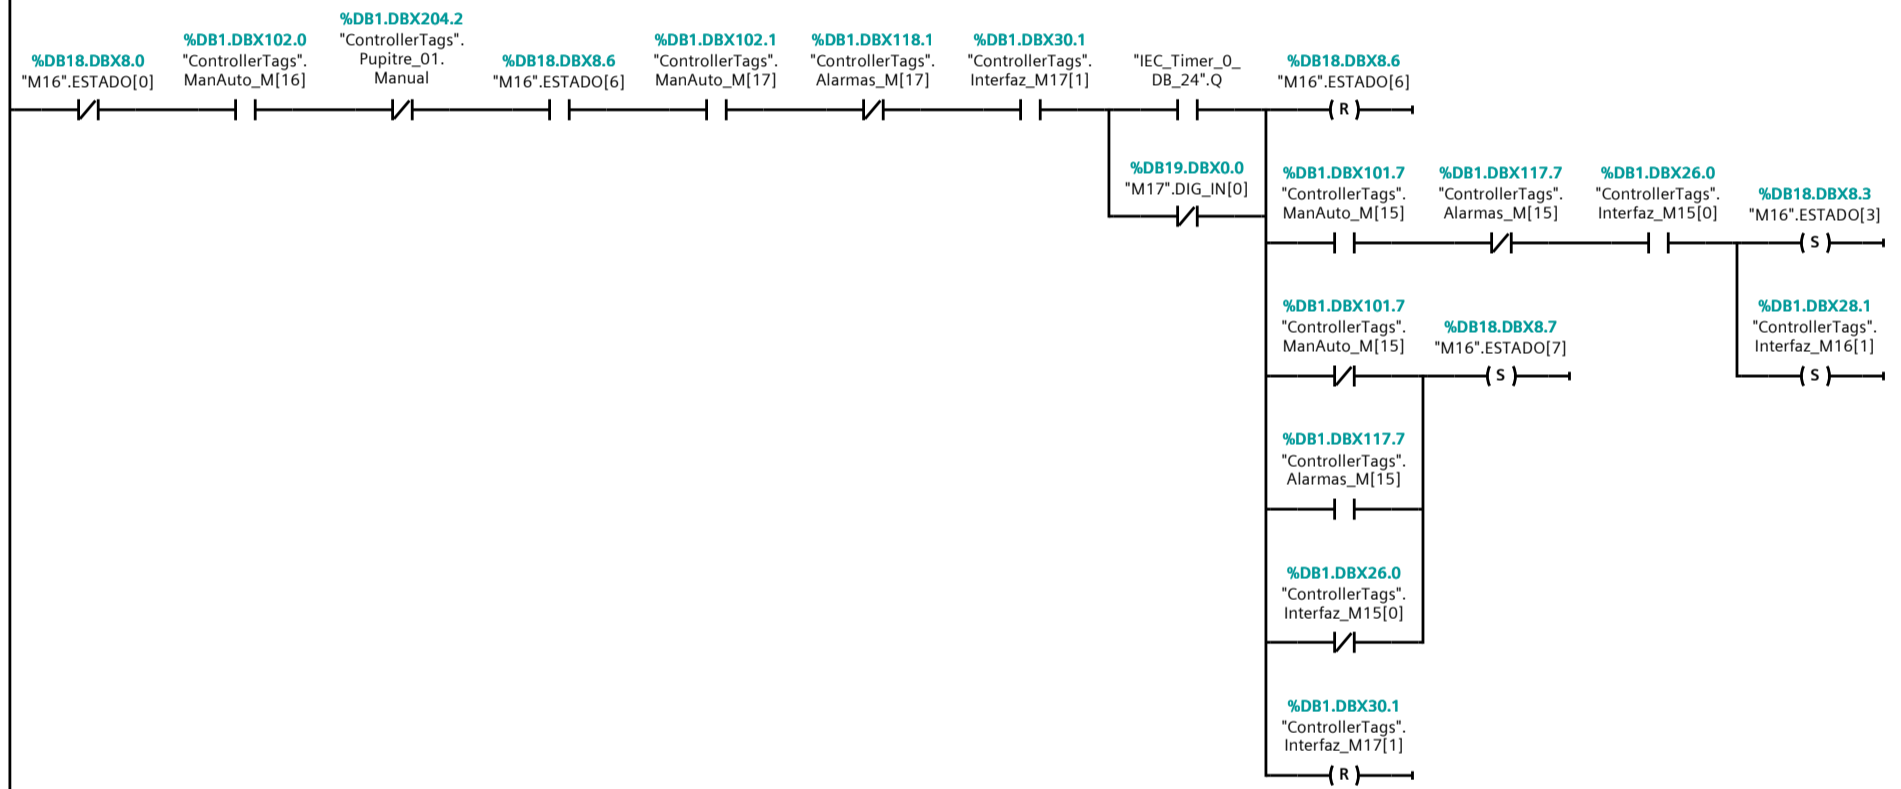 %DB18.DBX8.0
"M16".ESTADO[0]
%DB1.DBX102.0
"ControllerTags".
ManAuto_M[16]
%DB1.DBX204.2
"ControllerTags".
Pupitre_01.
Manual
%DB18.DBX8.6
"M16".ESTADO[6]
%DB1.DBX102.1
"ControllerTags".
ManAuto_M[17]
%DB1.DBX118.1
"ControllerTags".
Alarmas_M[17]
%DB1.DBX30.1
"ControllerTags".
Interfaz_M17[1]
"IEC_Timer_0_
DB_24".Q
%DB18.DBX8.6
"M16".ESTADO[6]
R
%DB19.DBX0.0
"M17".DIG_IN[0]
%DB1.DBX101.7
"ControllerTags".
ManAuto_M[15]
%DB1.DBX117.7
"ControllerTags".
Alarmas_M[15]
%DB1.DBX26.0
"ControllerTags".
Interfaz_M15[0]
%DB18.DBX8.3
"M16".ESTADO[3]
S
%DB1.DBX101.7
"ControllerTags".
ManAuto_M[15]
%DB18.DBX8.7
"M16".ESTADO[7]
S
%DB1.DBX28.1
"ControllerTags".
Interfaz_M16[1]
S
%DB1.DBX117.7
"ControllerTags".
Alarmas_M[15]
%DB1.DBX26.0
"ControllerTags".
Interfaz_M15[0]
%DB1.DBX30.1
"ControllerTags".
Interfaz_M17[1]
R